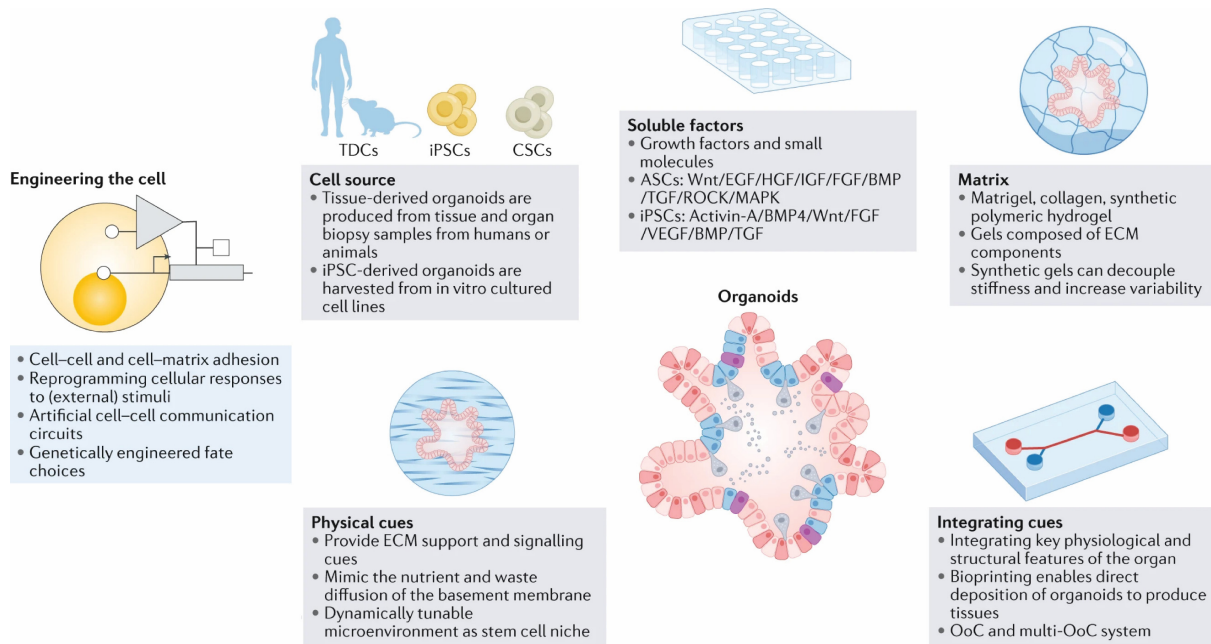 TDCs
iPSCs
CSCs
Engineering the cell
• Cell–cell and cell–matrix adhesion
• Reprogramming cellular responses
to (external) stimuli
• Artificial cell–cell communication
circuits
• Genetically engineered fate
choices
Cell source
• Tissue-derived organoids are
produced from tissue and organ
biopsy samples from humans or
animals
• iPSC-derived organoids are
harvested from in vitro cultured
cell lines
Soluble factors
• Growth factors and small
molecules
• ASCs: Wnt/EGF/HGF/IGF/FGF/BMP
/TGF/ROCK/MAPK
• iPSCs: Activin-A/BMP4/Wnt/FGF
/VEGF/BMP/TGF
Matrix
• Matrigel, collagen, synthetic
polymeric hydrogel
• Gels composed of ECM
components
• Synthetic gels can decouple
stiffness and increase variability
Organoids
Physical cues
• Provide ECM support and signalling
cues
• Mimic the nutrient and waste
diffusion of the basement membrane
• Dynamically tunable
microenvironment as stem cell niche
Integrating cues
• Integrating key physiological and
structural features of the organ
• Bioprinting enables direct
deposition of organoids to produce
tissues
• OoC and multi-OoC system